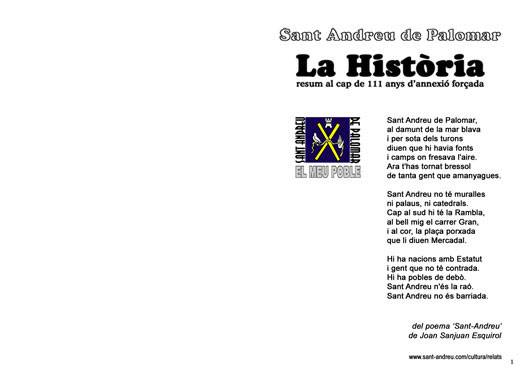 Sant Andreu de Palomar
La Història
resum al cap de 111 anys d'annexió forçada
SANT ANDREU
DE PALOMAR
EL MEU POBLE
Sant Andreu de Palomar,
al damunt de la mar blava
i per sota dels turons
diuen que hi havia fonts
i camps on fresava l'aire.
Ara t'has tornat bressol
de tanta gent que amanyagues.
Sant Andreu no té muralles
ni palaus, ni catedrals.
Cap al sud hi té la Rambla,
al bell mig el carrer Gran,
i al cor, la plaça porxada
que li diuen Mercadal.
Hi ha nacions amb Estatut
i gent que no té contrada.
Hi ha pobles de debò.
Sant Andreu n'és la raó.
Sant Andreu no és barriada.
del poema 'Sant-Andreu'
de Joan Sanjuan Esquirol
www.sant-andreu.com/cultura/relats
1